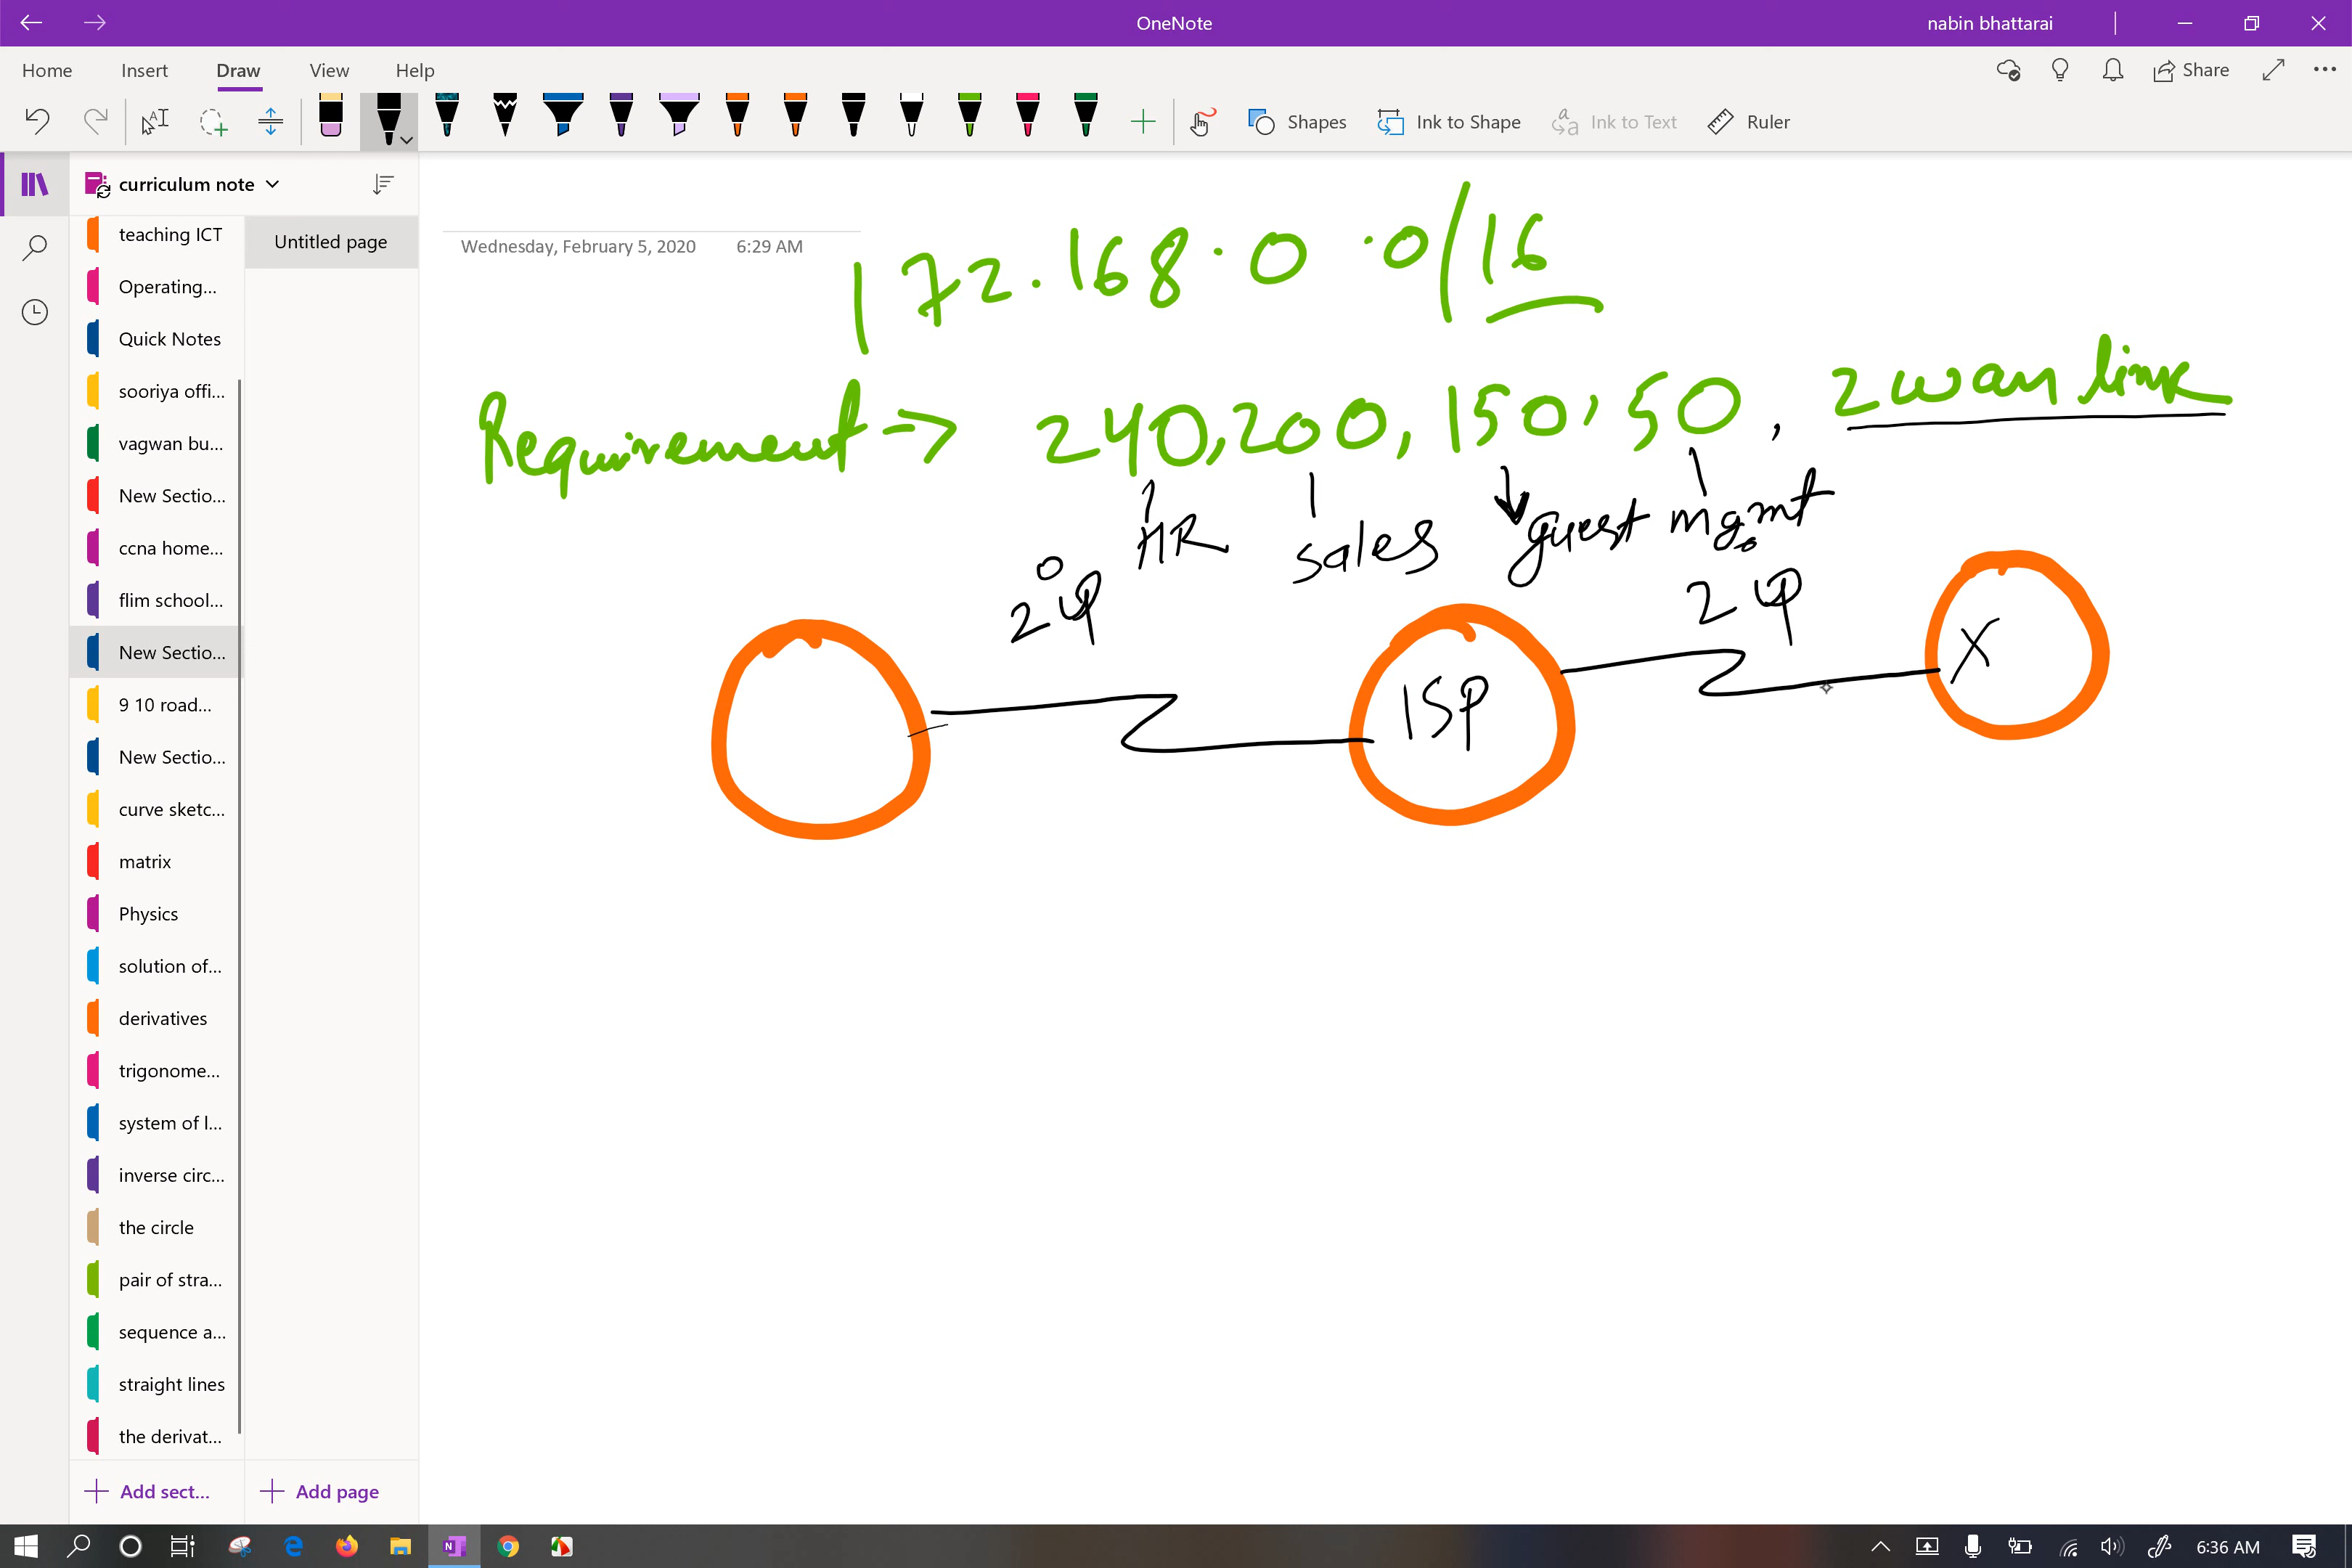 OneNote
nabin bhattarai
Home Insert Draw View Help
Share
Shapes Ink to Shape Ink to Text Ruler
curriculum note
Untitled page
teaching ICT
Operating...
Quick Notes
sooriya offi...
vagwan bu...
New Sectio...
ccna home...
flim school...
New Sectio...
9 10 road...
New Sectio...
curve sketc...
matrix
Physics
solution of...
derivatives
trigonome...
system of l...
inverse circ...
the circle
pair of stra...
sequence a...
straight lines
the derivat...
Add sect...
Add page
Wednesday, February 5, 2020 6:29 AM
172.168.0.0/16
Requirement → 240,200,150,50, 2 wan link
HR sales guest mgmt
2 ip 2 ip
ISP X
6:36 AM